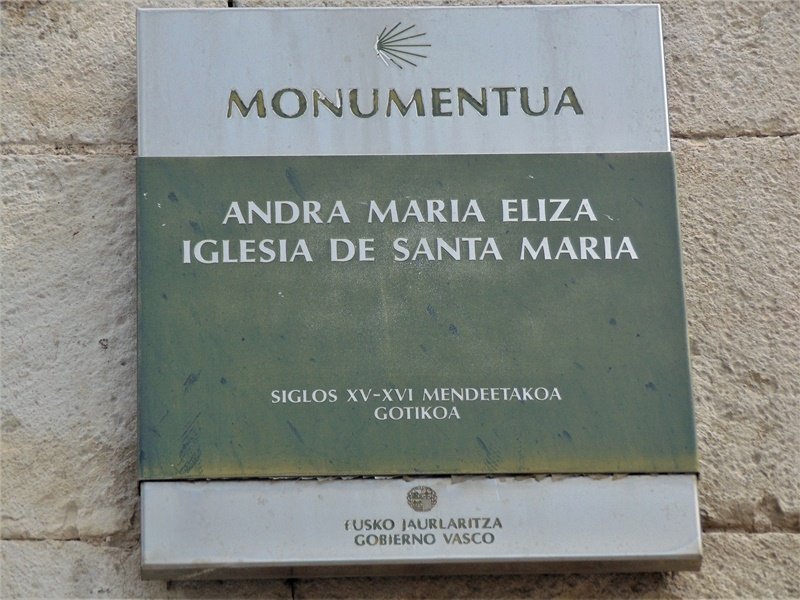 MONUMENTUA
ANDRA MARIA ELIZA
IGLESIA DE SANTA MARIA
SIGLOS XV-XVI MENDEETAKOA
GOTIKOA
EUSKO JAURLARITZA
GOBIERNO VASCO